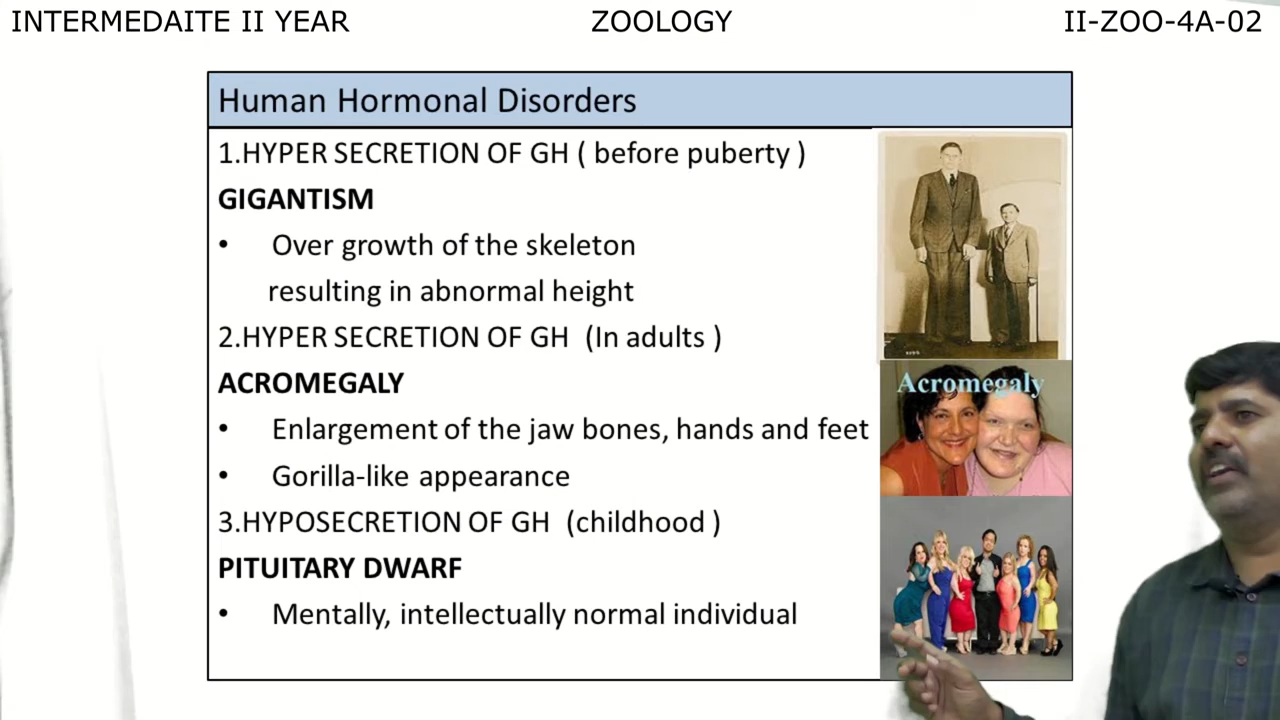 INTERMEDAITE II YEAR ZOOLOGY II-ZOO-4A-02
Human Hormonal Disorders
1.HYPER SECRETION OF GH ( before puberty )
GIGANTISM
• Over growth of the skeleton
resulting in abnormal height
2.HYPER SECRETION OF GH (In adults )
ACROMEGALY
Acromegaly
• Enlargement of the jaw bones, hands and feet
• Gorilla-like appearance
3.HYPOSECRETION OF GH (childhood )
PITUITARY DWARF
• Mentally, intellectually normal individual